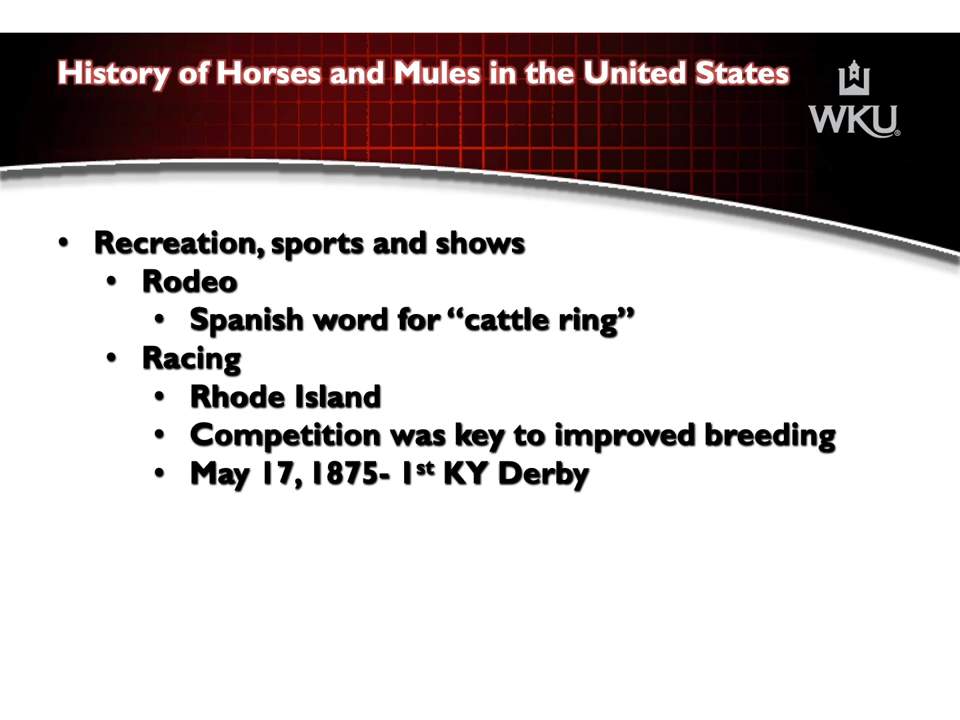 History of Horses and Mules in the United States
WKU®
• Recreation, sports and shows
• Rodeo
• Spanish word for “cattle ring”
• Racing
• Rhode Island
• Competition was key to improved breeding
• May 17, 1875- 1st KY Derby